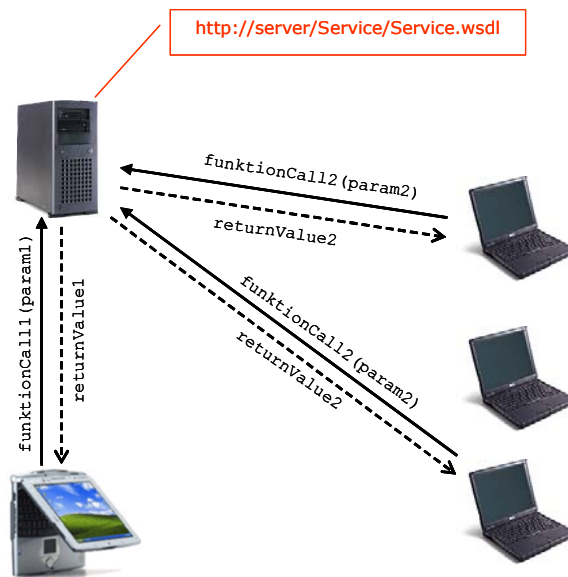 http://server/Service/Service.wsdl
funktionCall2(param2)
returnValue2
funktionCall2(param2)
returnValue2
funktionCall1(param1)
returnValue1